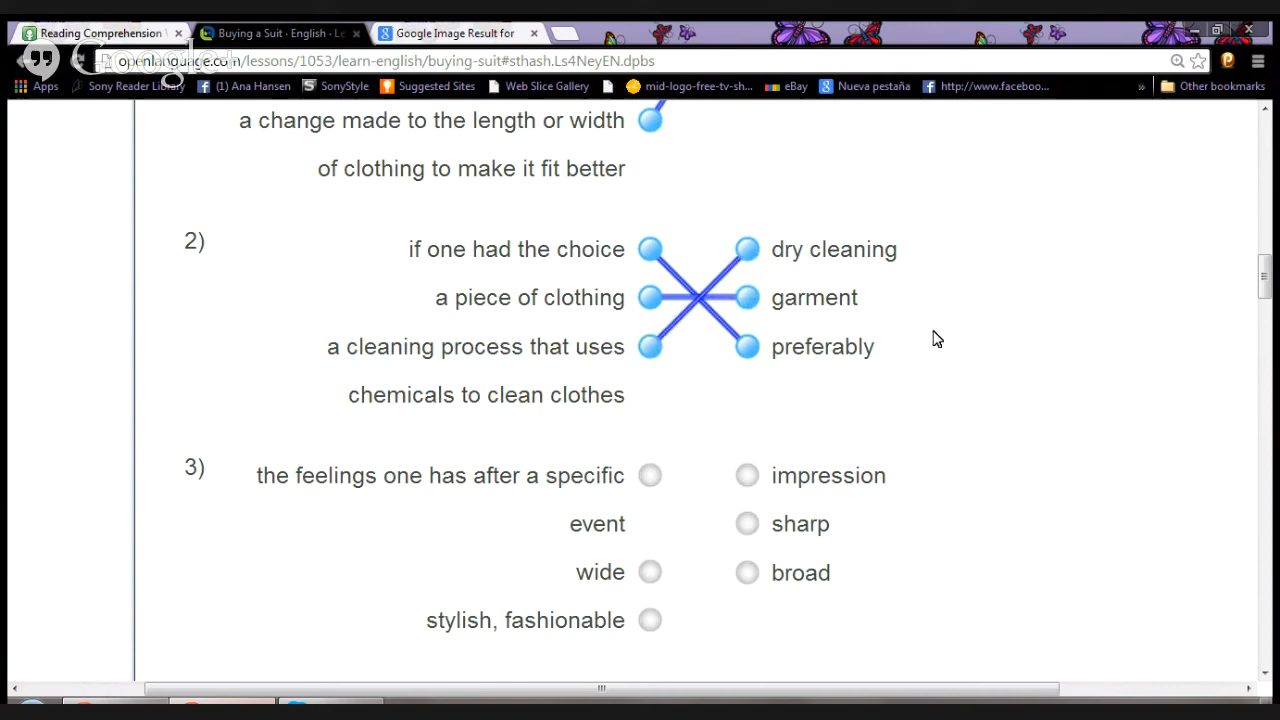 Reading Comprehension
Buying a Suit · English · Le
Google Image Result for
Google+
openlanguage.com/lessons/1053/learn-english/buying-suit#sthash.Ls4NeyEN.dpbs
Apps Sony Reader Library (1) Ana Hansen SonyStyle Suggested Sites Web Slice Gallery mid-logo-free-tv-sh... eBay Nueva pestaña http://www.faceboo... » Other bookmarks
a change made to the length or width
of clothing to make it fit better
2) if one had the choice dry cleaning
a piece of clothing garment
a cleaning process that uses preferably
chemicals to clean clothes
3) the feelings one has after a specific impression
event sharp
wide broad
stylish, fashionable